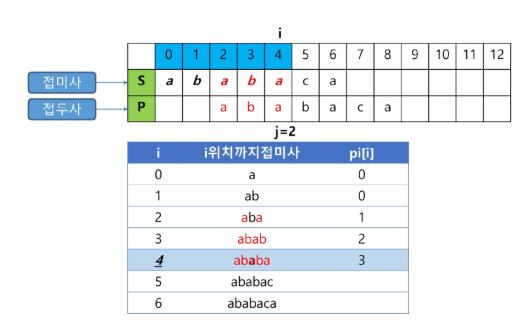 i
0 1 2 3 4 5 6 7 8 9 10 11 12
접미사 S a b a b a c a
접두사 P a b a b a c a
j=2
i i위치까지접미사 pi[i]
0 a 0
1 ab 0
2 aba 1
3 abab 2
4 ababa 3
5 ababac
6 ababaca